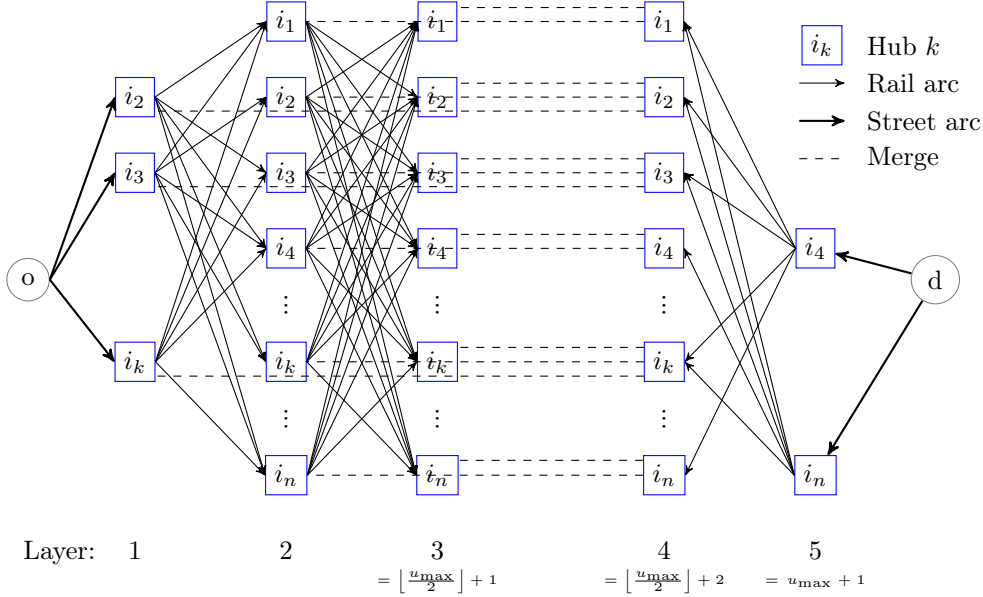 i_1 i_1 i_1
i_k Hub k
Rail arc
i_2 i_2 i_2 i_2
Street arc
Merge
i_3 i_3 i_3 i_3
i_4 i_4 i_4 i_4
o d
⋮ ⋮ ⋮
i_k i_k i_k i_k
⋮ ⋮ ⋮
i_n i_n i_n i_n
Layer: 1 2 3 4 5
= ⌊u_max/2⌋ + 1 = ⌊u_max/2⌋ + 2 = u_max + 1